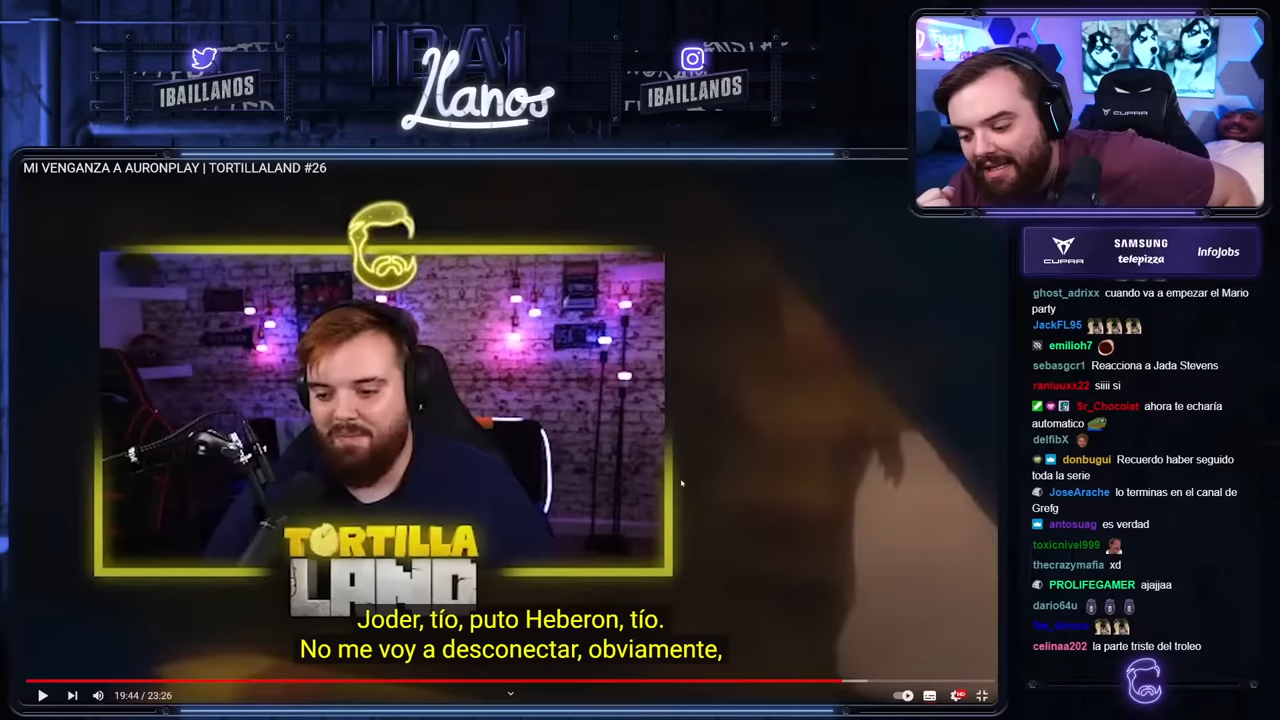 IBAI
Llanos
IBAILLANOS
IBAILLANOS
MI VENGANZA A AURONPLAY | TORTILLALAND #26
TORTILLA
LAND
Joder, tío, puto Heberon, tío.
No me voy a desconectar, obviamente,
19:44 / 23:26
HD
CUPRA
CUPRA
SAMSUNG
telepizza
InfoJobs
ghost_adrixx cuando va a empezar el Mario
party
JackFL95
emilioh7
sebasgcr1 Reacciona a Jada Stevens
raniuuxx22 siiii si
Sr_Chocolat ahora te echaría
automatico
delfibX
donbugui Recuerdo haber seguido
toda la serie
JoseArache lo terminas en el canal de
Grefg
antosuag es verdad
toxicnivel999
thecrazymafia xd
PROLIFEGAMER ajajjaa
dario64u
celinaa202 la parte triste del troleo